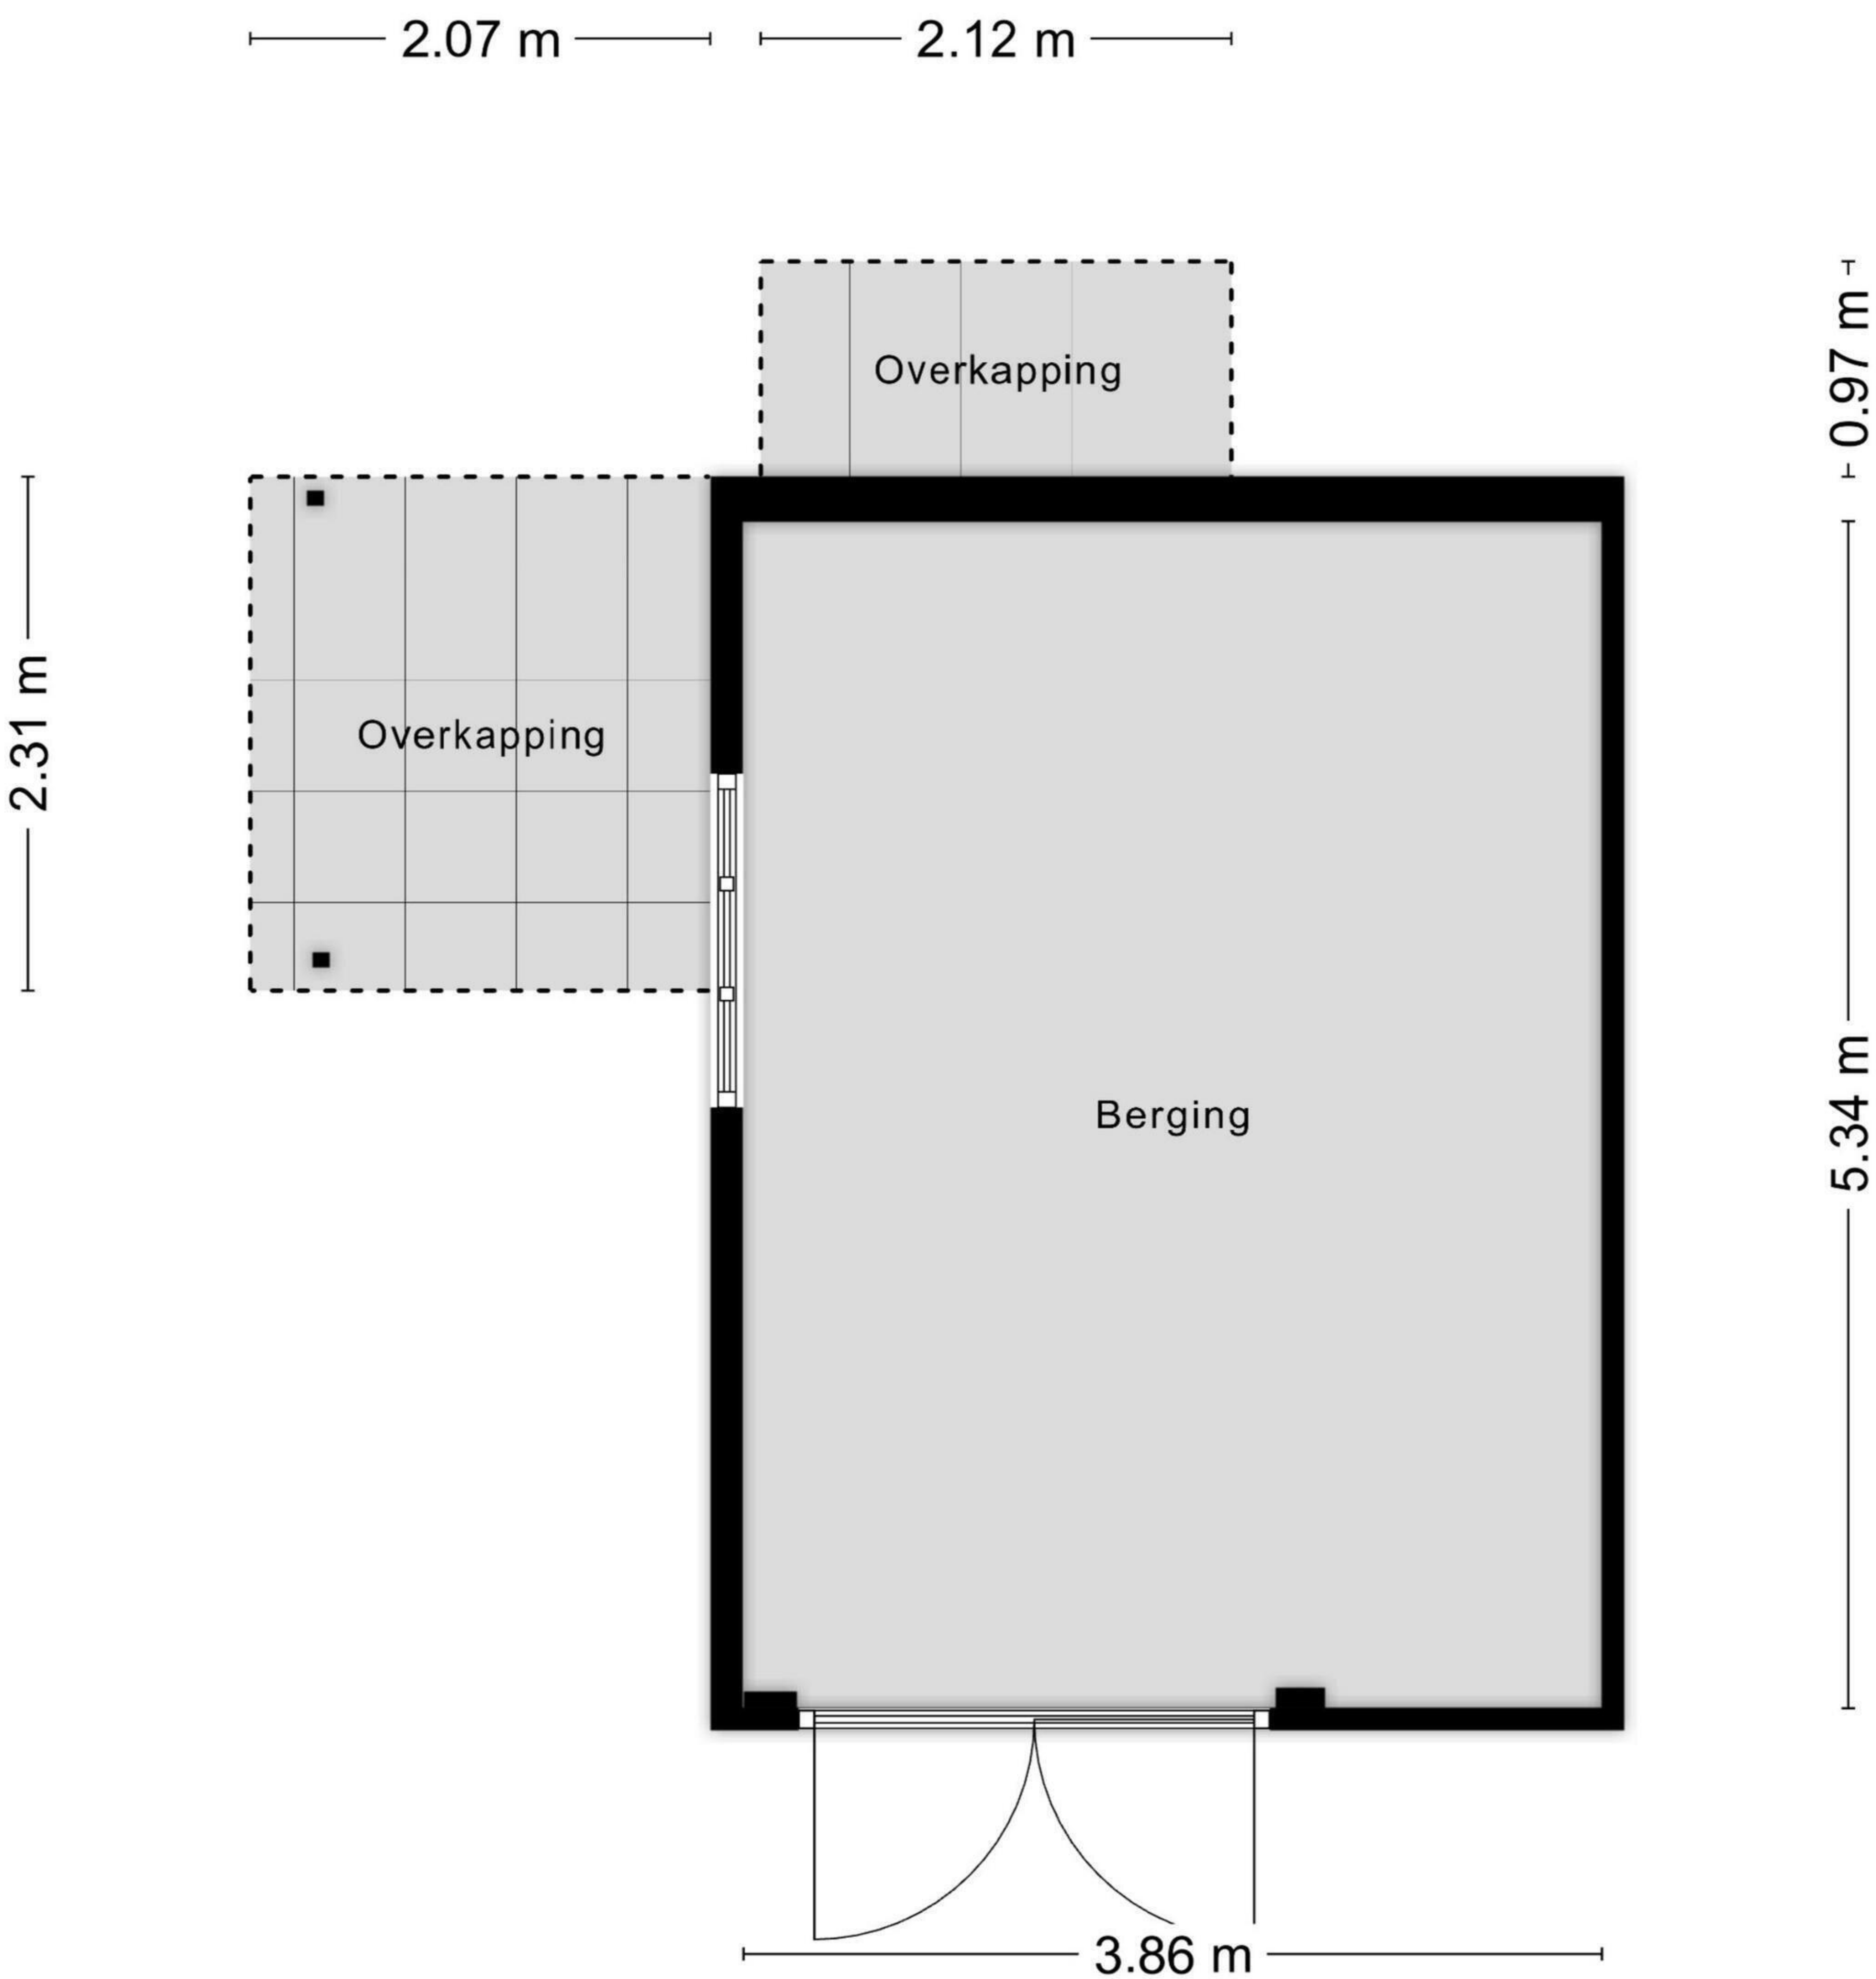 2.07 m
2.12 m
0.97 m
Overkapping
2.31 m
Overkapping
5.34 m
Berging
3.86 m